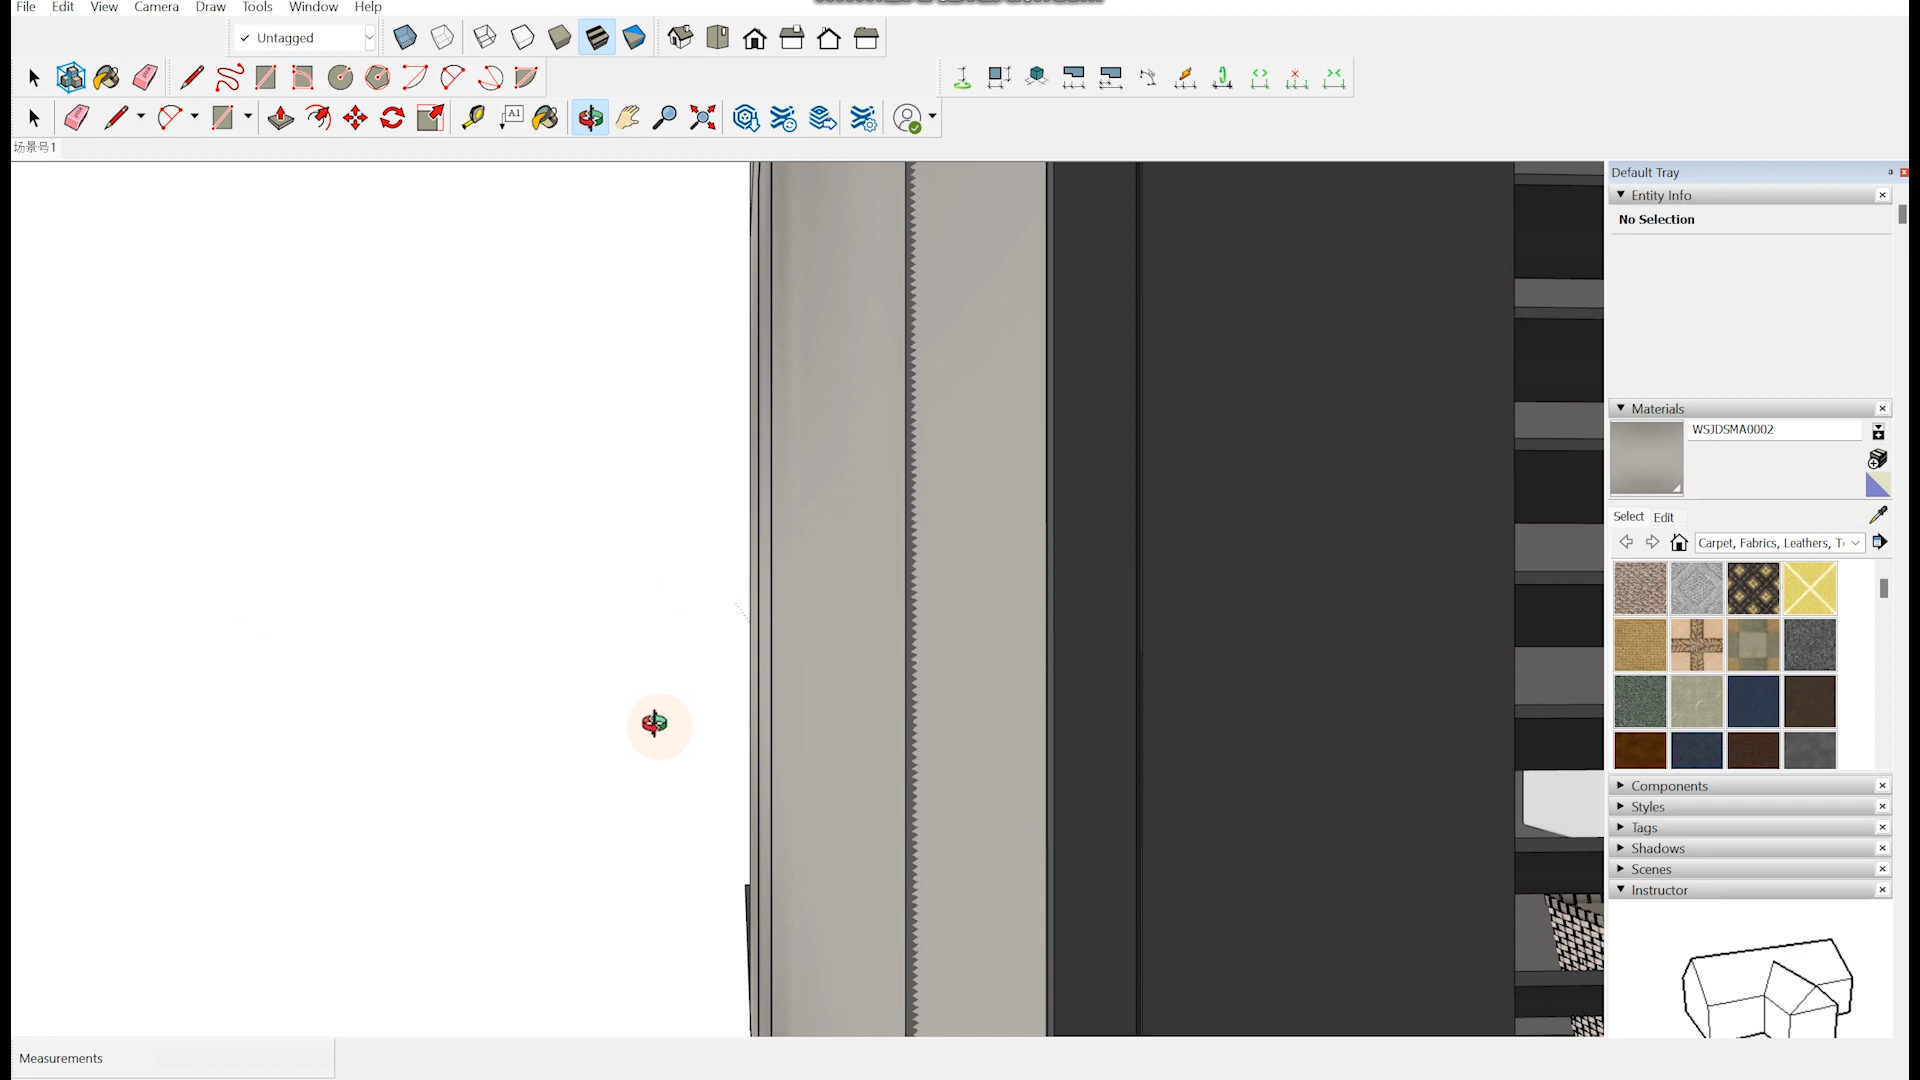 File Edit View Camera Draw Tools Window Help
Untagged
A1
场景号1
Default Tray
Entity Info
No Selection
Materials
WSJDSMA0002
Select Edit
Carpet, Fabrics, Leathers, T
Components
Styles
Tags
Shadows
Scenes
Instructor
Measurements